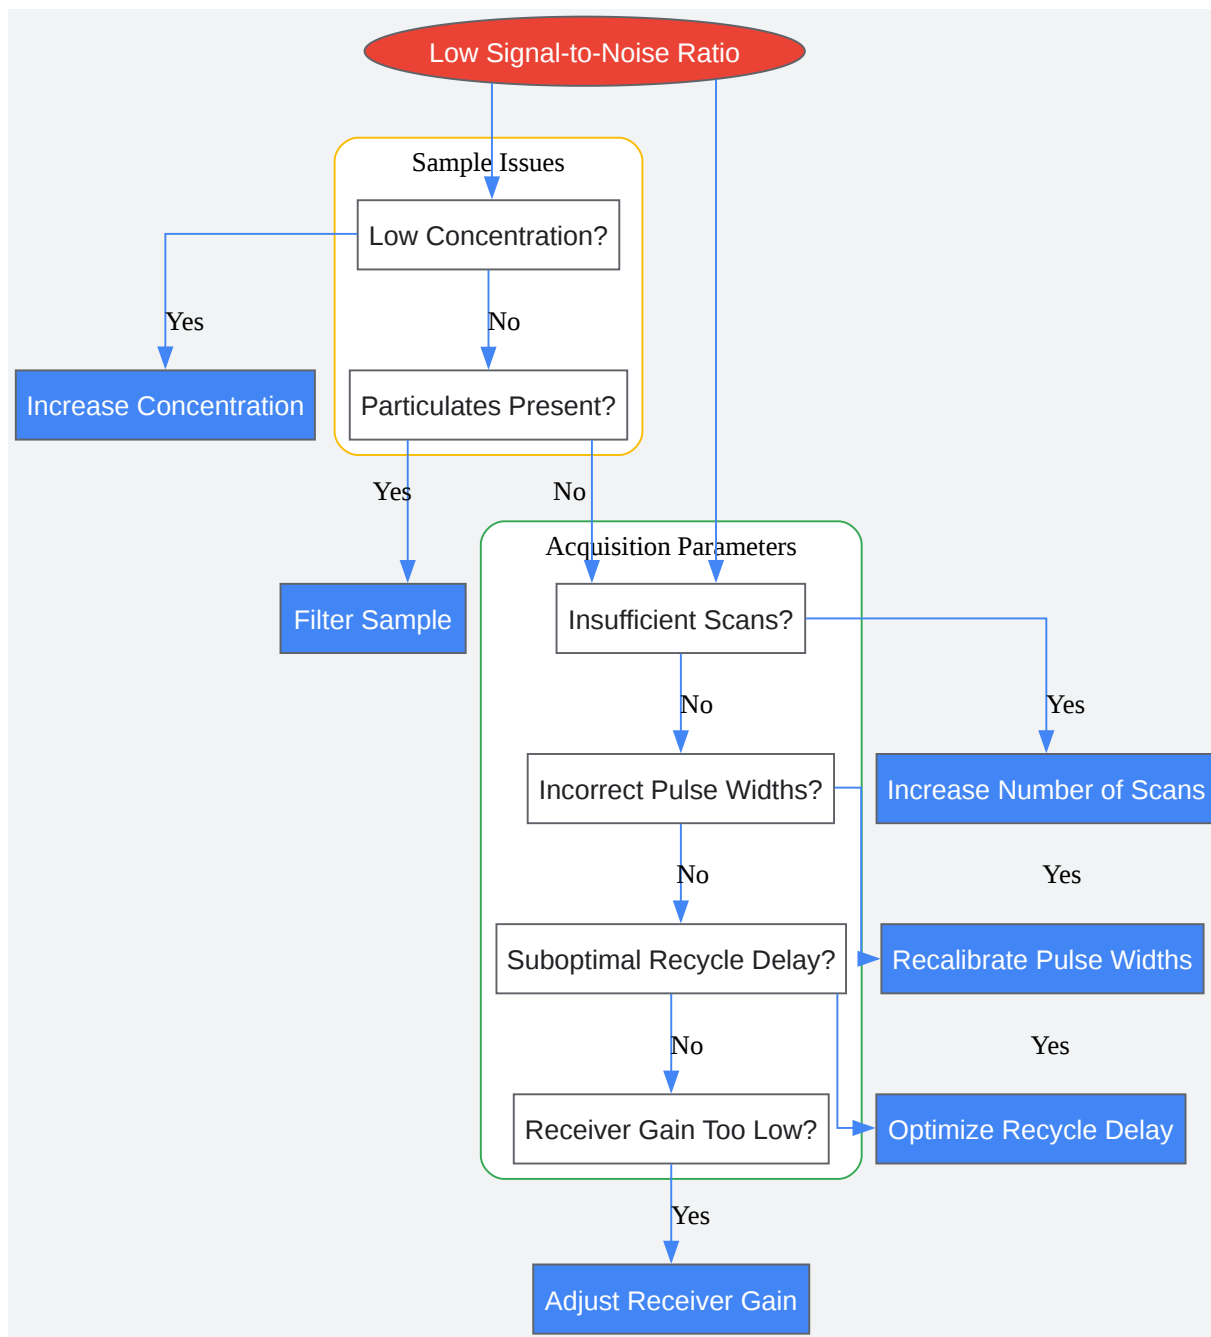 Low Signal-to-Noise Ratio
Sample Issues
Low Concentration?
Yes
No
Increase Concentration
Particulates Present?
Yes
No
Acquisition Parameters
Filter Sample
Insufficient Scans?
No
Yes
Incorrect Pulse Widths?
Increase Number of Scans
No
Yes
Suboptimal Recycle Delay?
Recalibrate Pulse Widths
No
Yes
Receiver Gain Too Low?
Optimize Recycle Delay
Yes
Adjust Receiver Gain